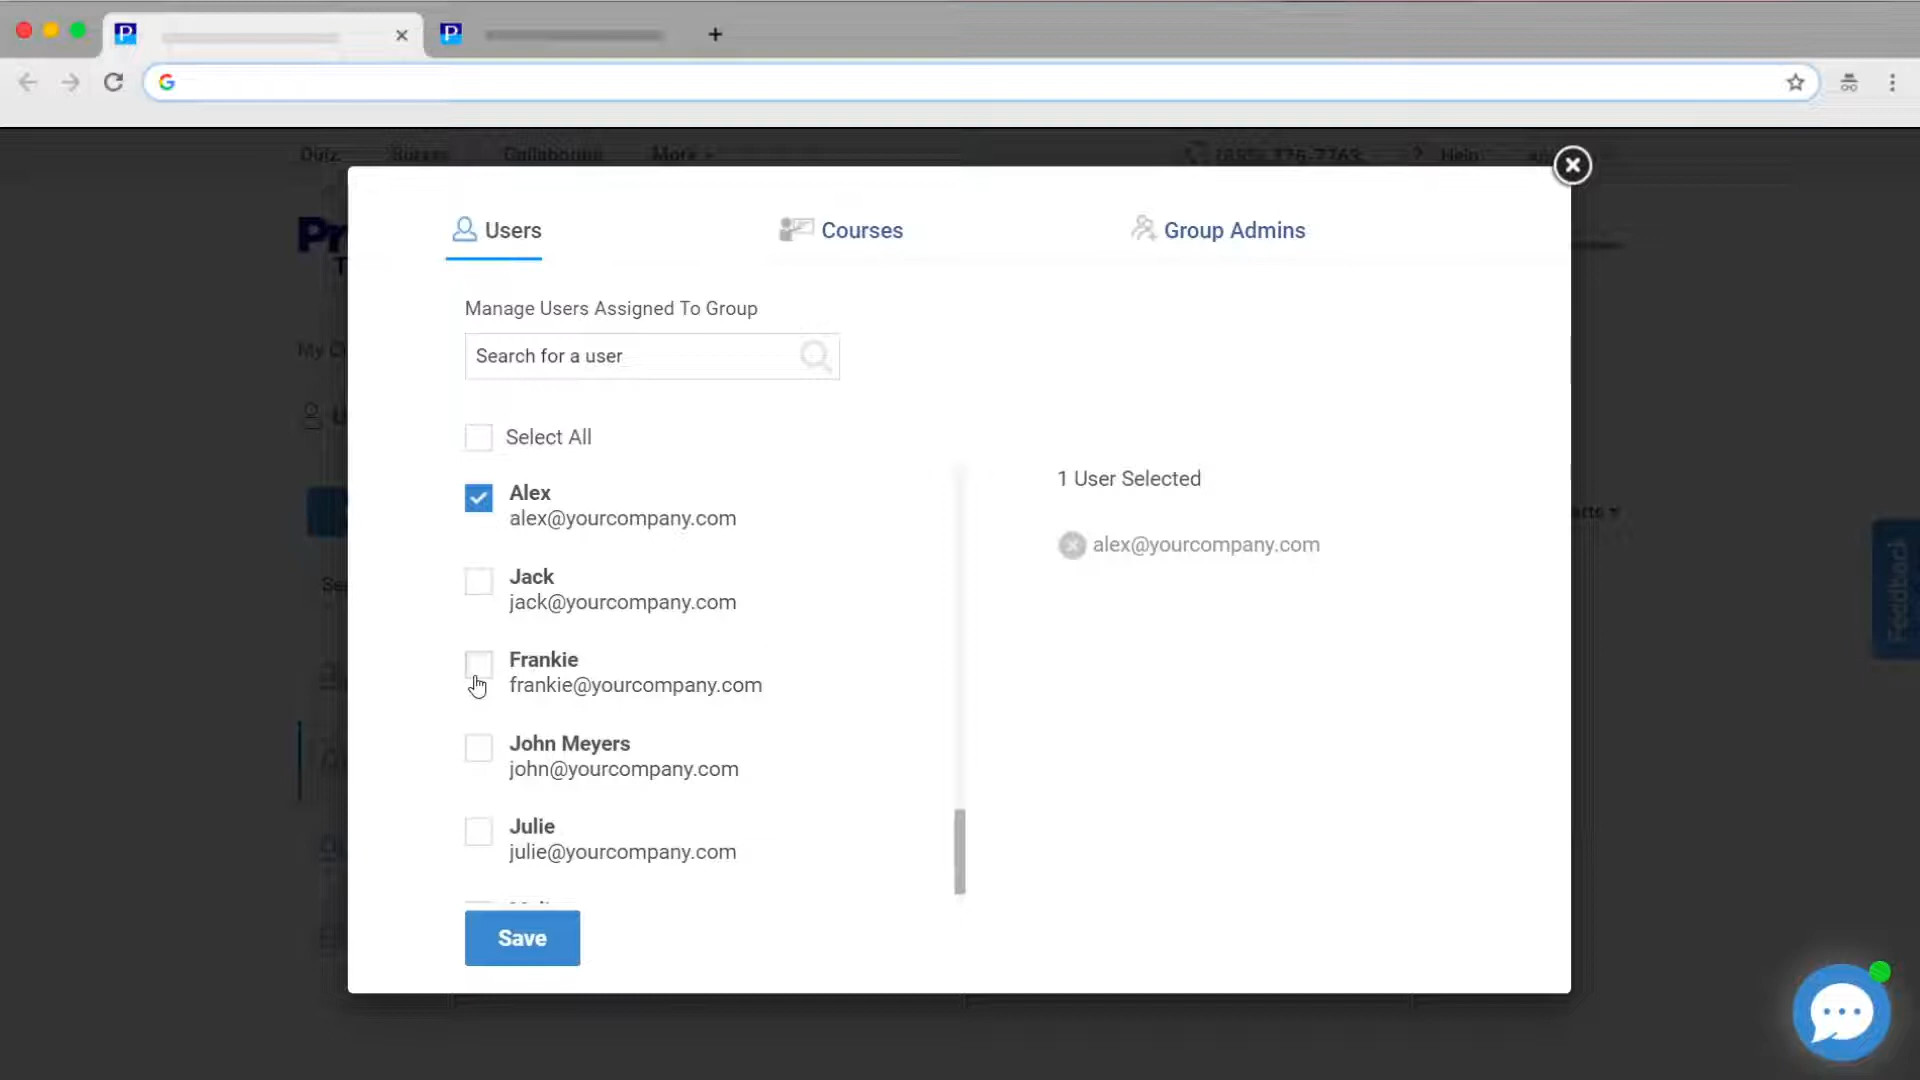 Quiz Survey Collaborate More
Help
Users Courses Group Admins
Manage Users Assigned To Group
Search for a user
Select All
1 User Selected
Alex
alex@yourcompany.com
alex@yourcompany.com
Jack
jack@yourcompany.com
Frankie
frankie@yourcompany.com
John Meyers
john@yourcompany.com
Julie
julie@yourcompany.com
Save
Feedback